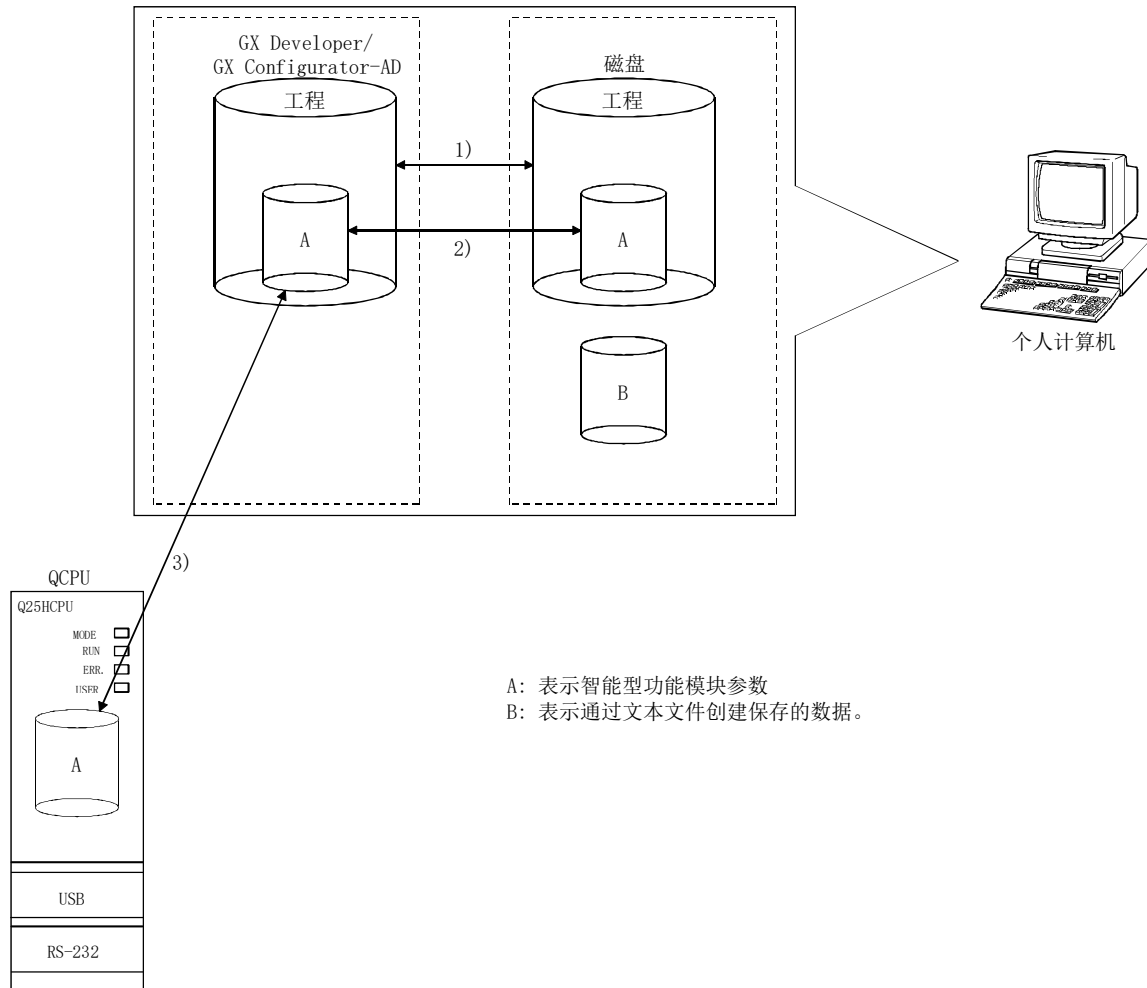 GX Developer/
GX Configurator-AD
工程
A
磁盘
工程
A
B
1)
2)
个人计算机
3)
QCPU
Q25HCPU
MODE
RUN
ERR.
USER
A
USB
RS-232
A: 表示智能型功能模块参数
B: 表示通过文本文件创建保存的数据。